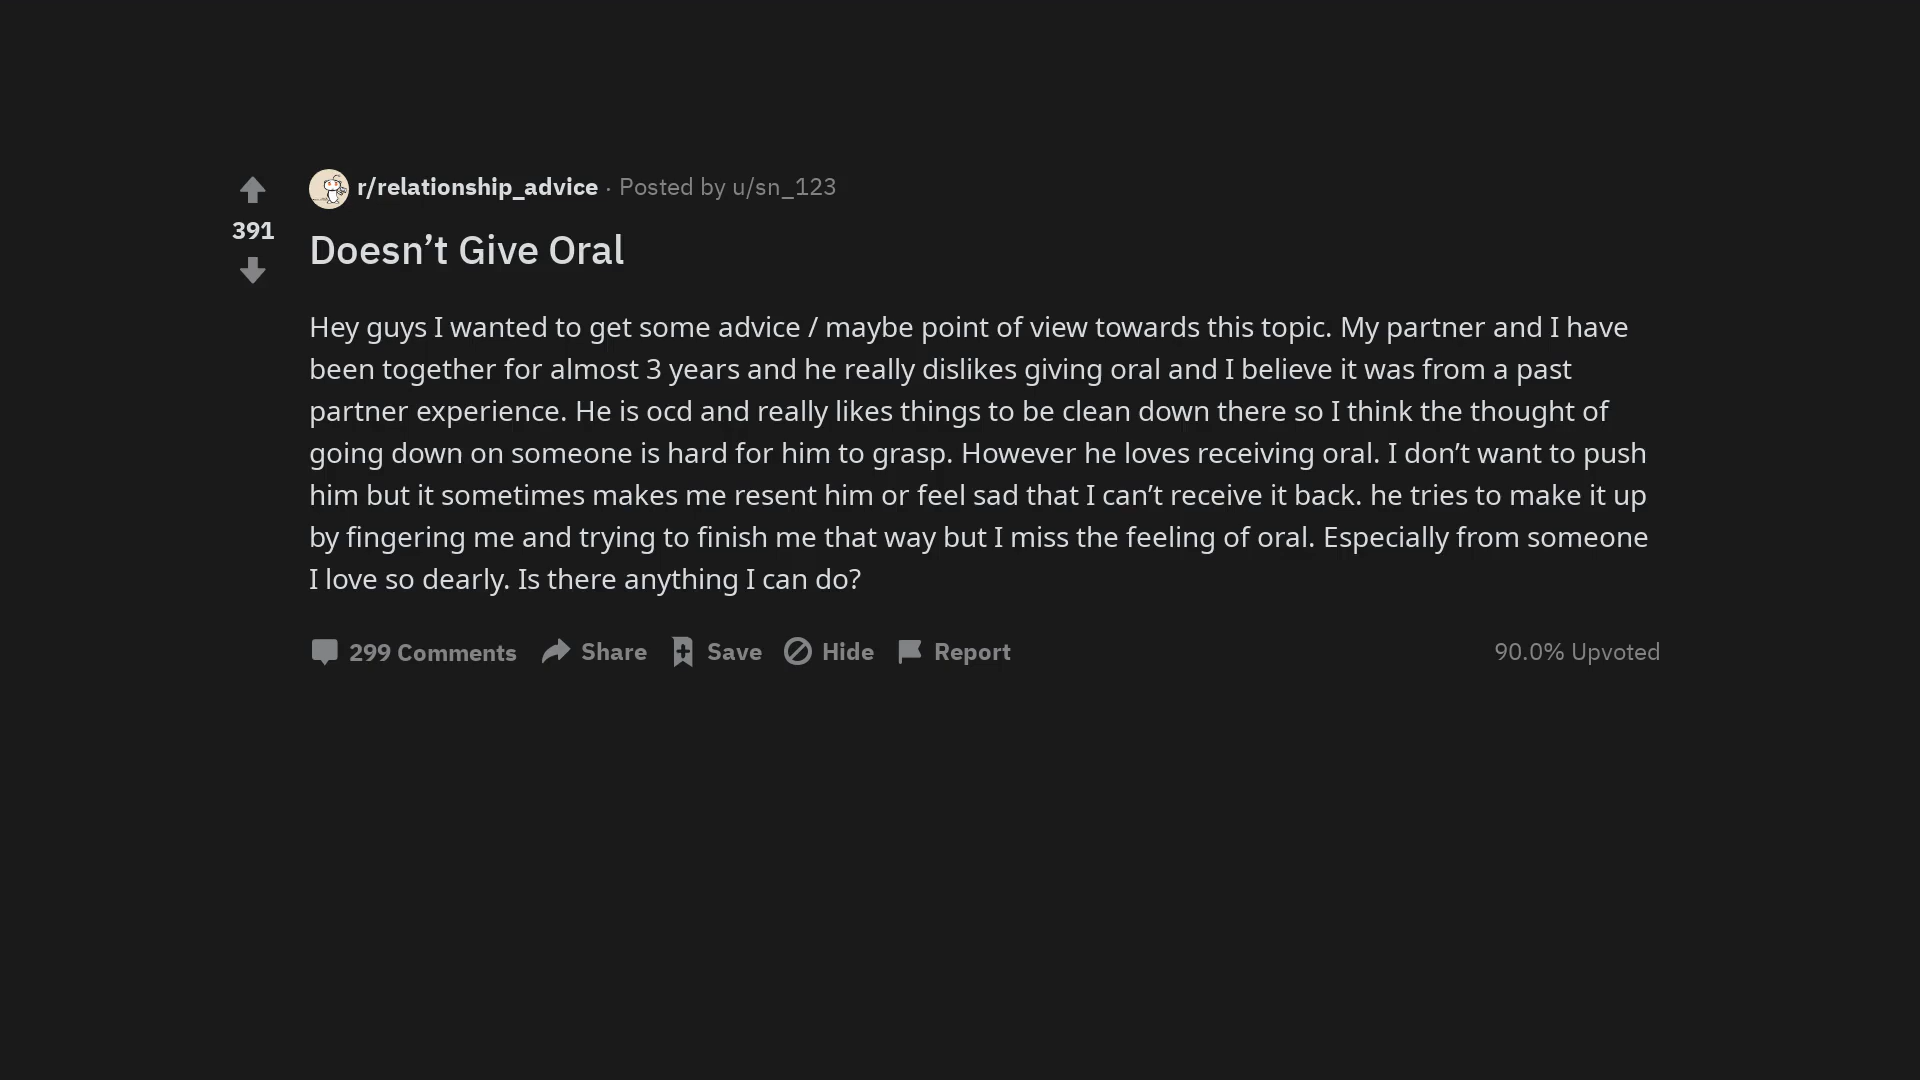 r/relationship_advice · Posted by u/sn_123
391
Doesn’t Give Oral
Hey guys I wanted to get some advice / maybe point of view towards this topic. My partner and I have
been together for almost 3 years and he really dislikes giving oral and I believe it was from a past
partner experience. He is ocd and really likes things to be clean down there so I think the thought of
going down on someone is hard for him to grasp. However he loves receiving oral. I don’t want to push
him but it sometimes makes me resent him or feel sad that I can’t receive it back. he tries to make it up
by fingering me and trying to finish me that way but I miss the feeling of oral. Especially from someone
I love so dearly. Is there anything I can do?
299 Comments Share Save Hide Report 90.0% Upvoted